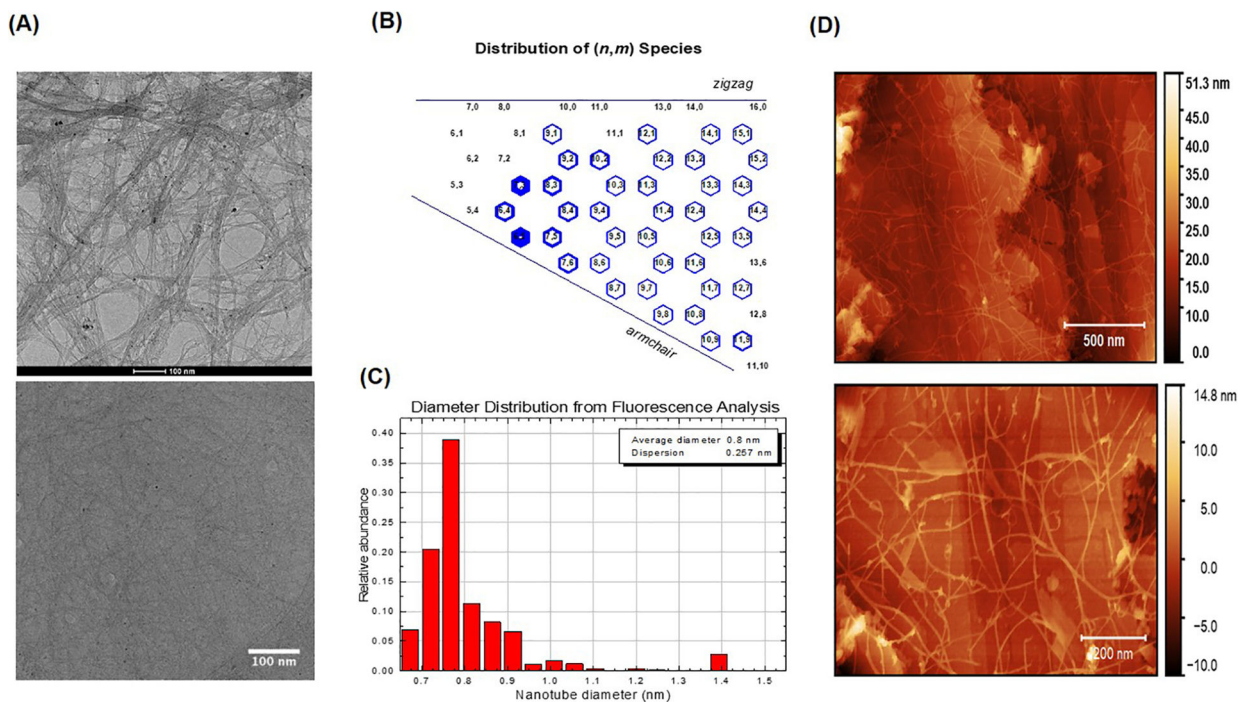 (A)
100 nm
100 nm
(B)
Distribution of (n,m) Species
zigzag
7,0 8,0 10,0 11,0 13,0 14,0 16,0
6,1 8,1 9,1 11,1 12,1 14,1 15,1
6,2 7,2 9,2 10,2 12,2 13,2 15,2
5,3 8,3 10,3 11,3 13,3 14,3
5,4 6,4 8,4 9,4 11,4 12,4 14,4
7,5 9,5 10,5 12,5 13,5
7,6 8,6 10,6 11,6 13,6
8,7 9,7 11,7 12,7
9,8 10,8 12,8
10,9 11,9
11,10
armchair
(C)
Diameter Distribution from Fluorescence Analysis
Average diameter 0.8 nm
Dispersion 0.257 nm
Relative abundance
0.40
0.35
0.30
0.25
0.20
0.15
0.10
0.05
0.00
0.7 0.8 0.9 1.0 1.1 1.2 1.3 1.4 1.5
Nanotube diameter (nm)
(D)
51.3 nm
45.0
40.0
35.0
30.0
25.0
20.0
15.0
10.0
5.0
0.0
500 nm
14.8 nm
10.0
5.0
0.0
−5.0
−10.0
200 nm